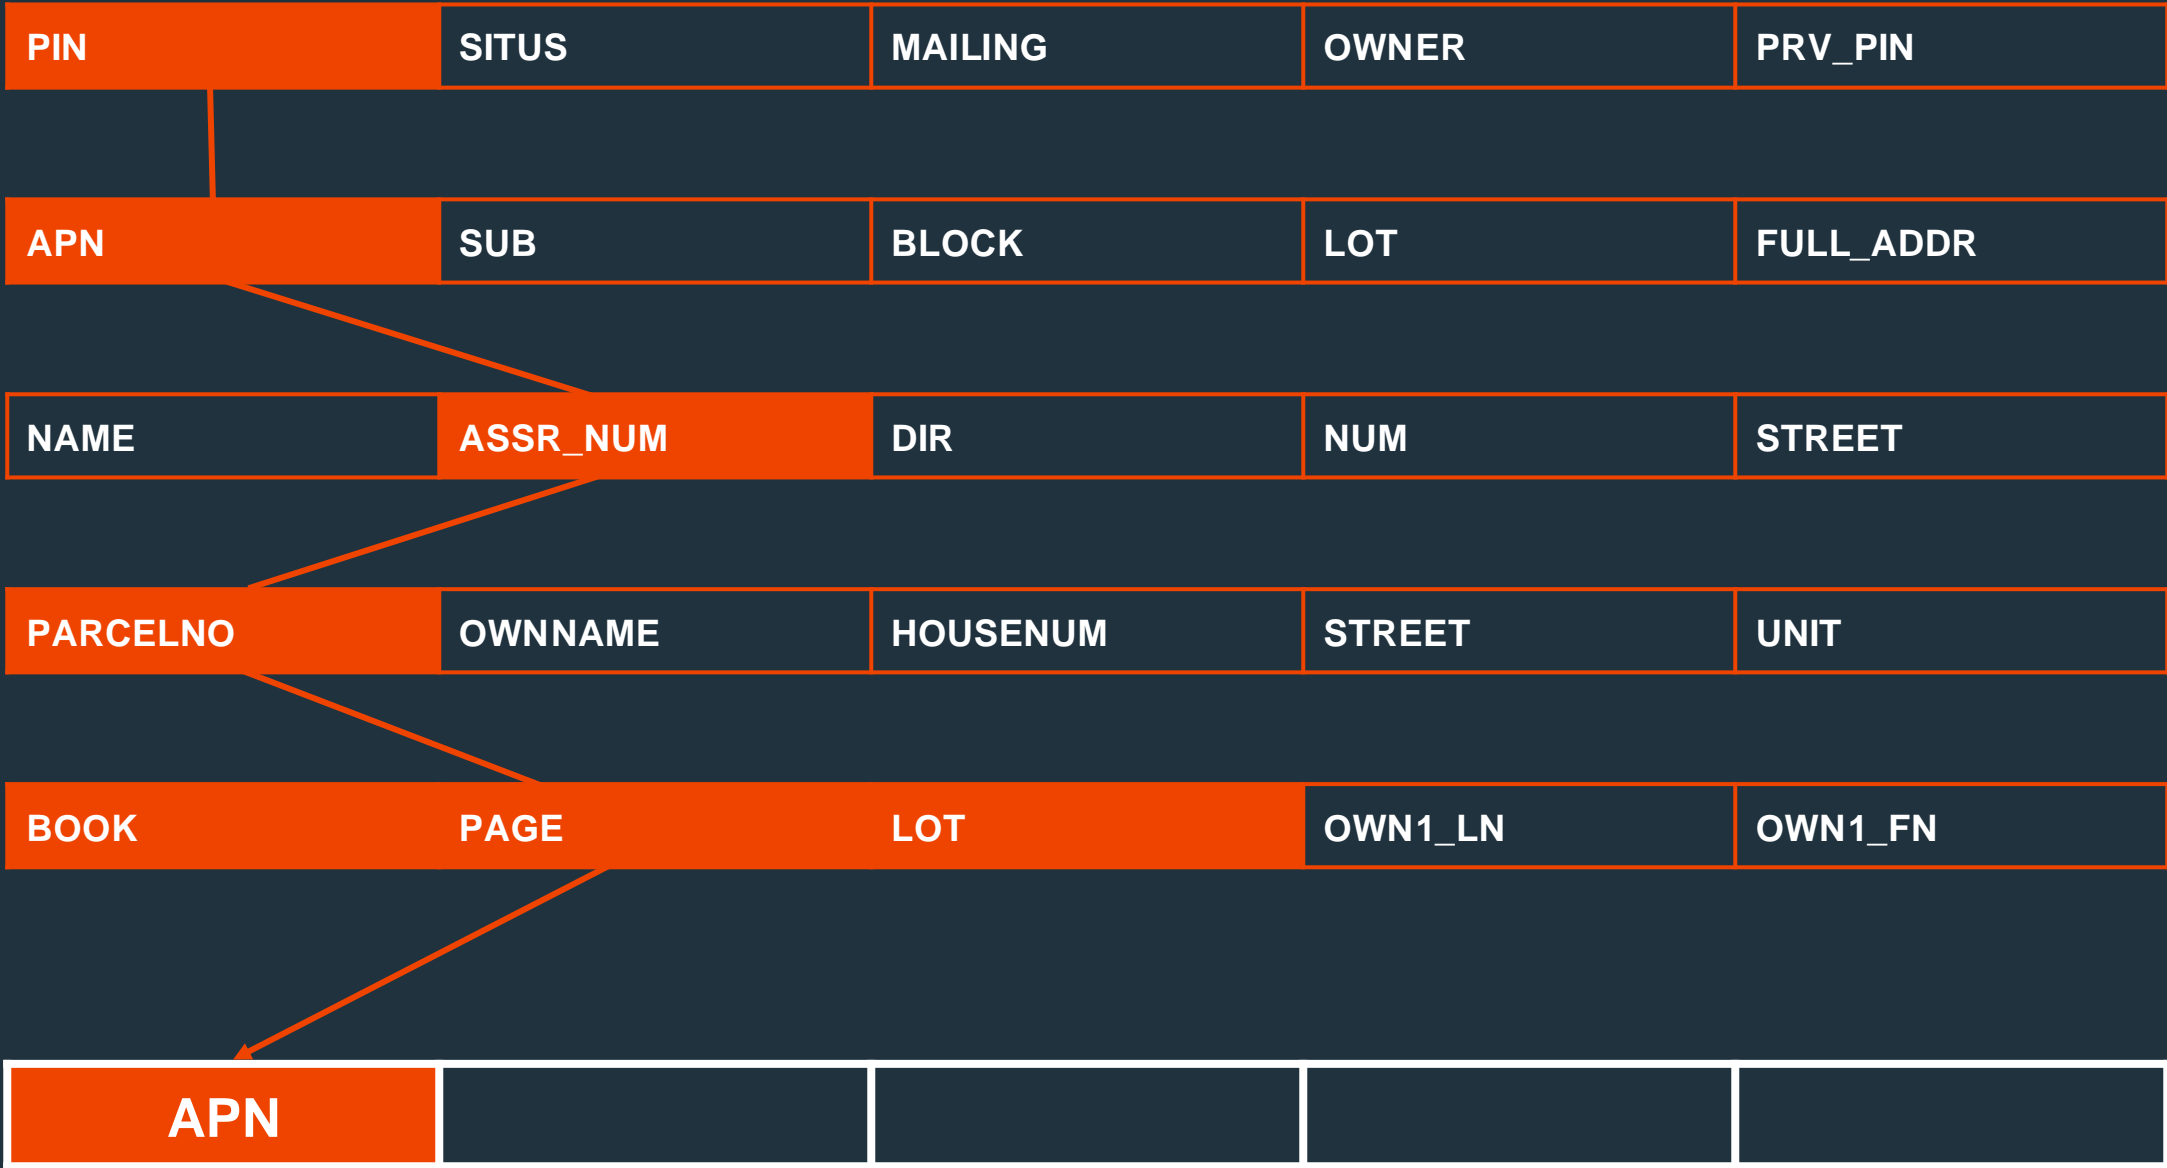 PIN SITUS MAILING OWNER PRV_PIN
APN SUB BLOCK LOT FULL_ADDR
NAME ASSR_NUM DIR NUM STREET
PARCELNO OWNNAME HOUSENUM STREET UNIT
BOOK PAGE LOT OWN1_LN OWN1_FN
APN